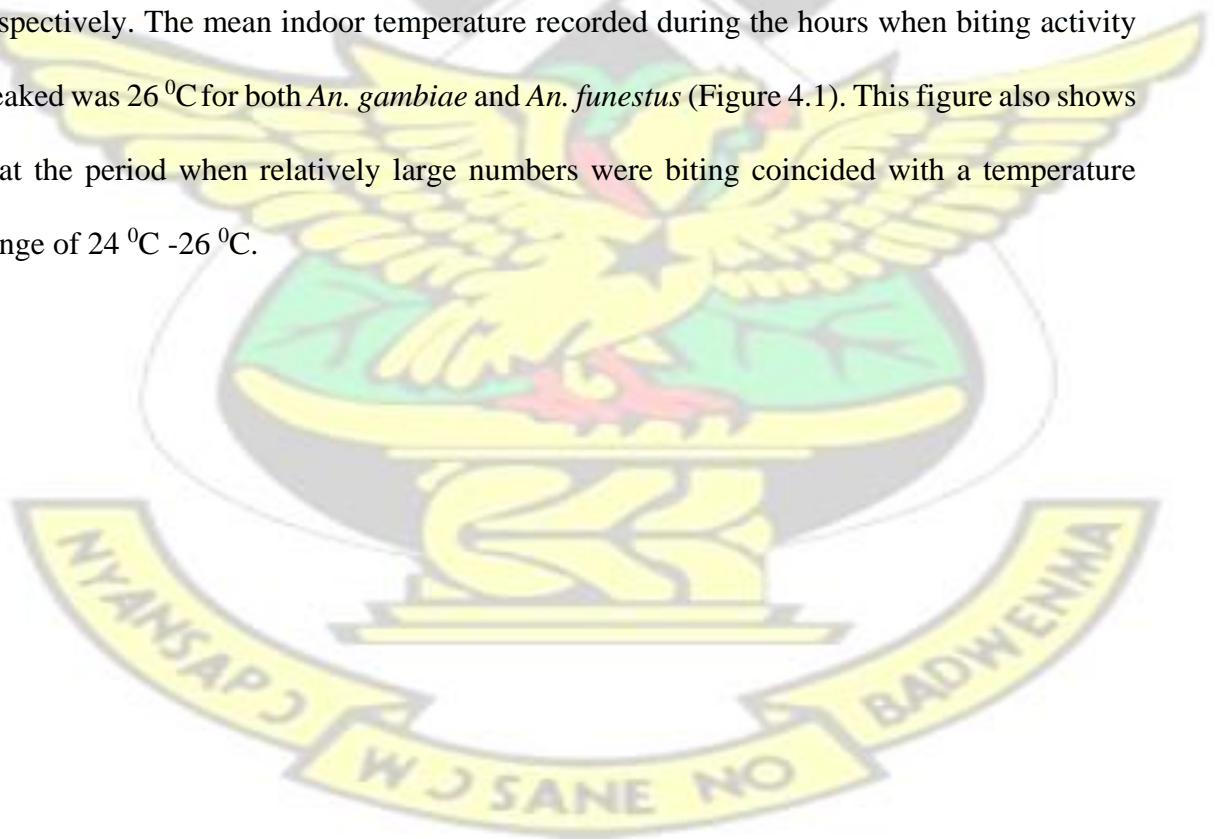 spectively. The mean indoor temperature recorded during the hours when biting activity
eaked was 26 ⁰C for both An. gambiae and An. funestus (Figure 4.1). This figure also shows
at the period when relatively large numbers were biting coincided with a temperature
nge of 24 ⁰C -26 ⁰C.
NYANSAPƆ
WƆSANE NO
BADWENMA